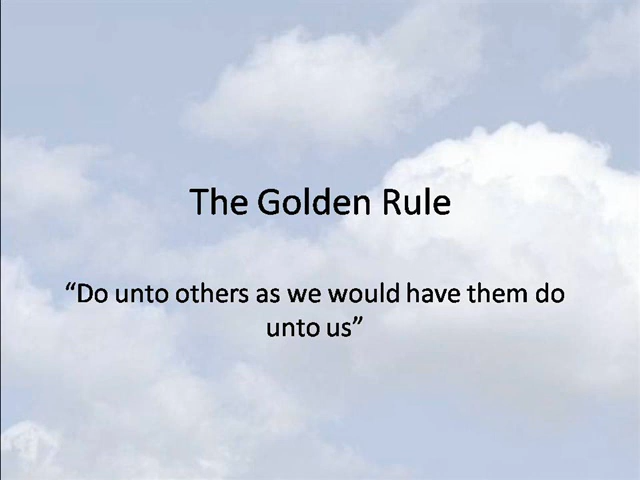 The Golden Rule
“Do unto others as we would have them do
unto us”